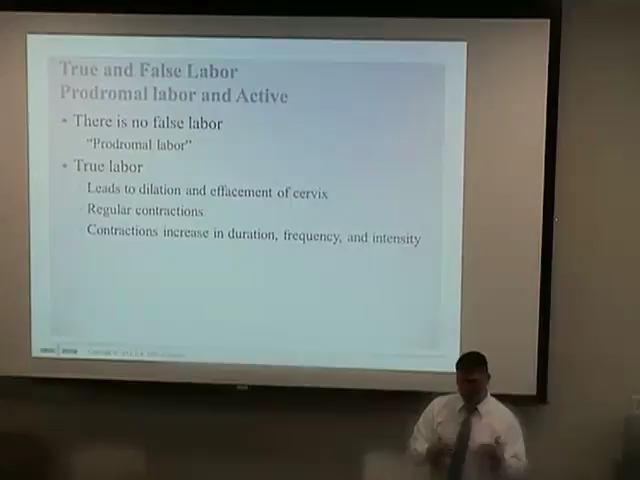 True and False Labor
Prodromal labor and Active
• There is no false labor
"Prodromal labor"
• True labor
Leads to dilation and effacement of cervix
Regular contractions
Contractions increase in duration, frequency, and intensity